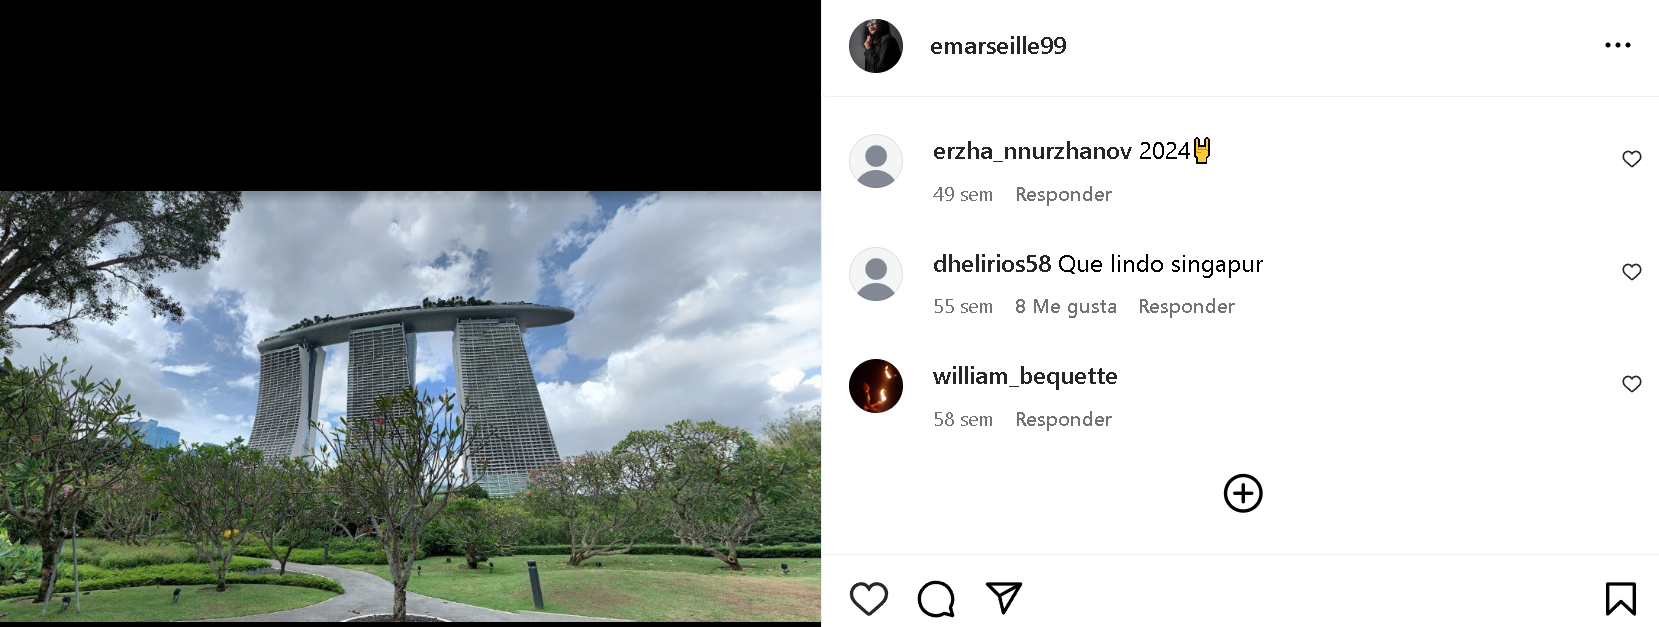 emarseille99
erzha_nnurzhanov 2024🤘
49 sem Responder
dhelirios58 Que lindo singapur
55 sem 8 Me gusta Responder
william_bequette
58 sem Responder